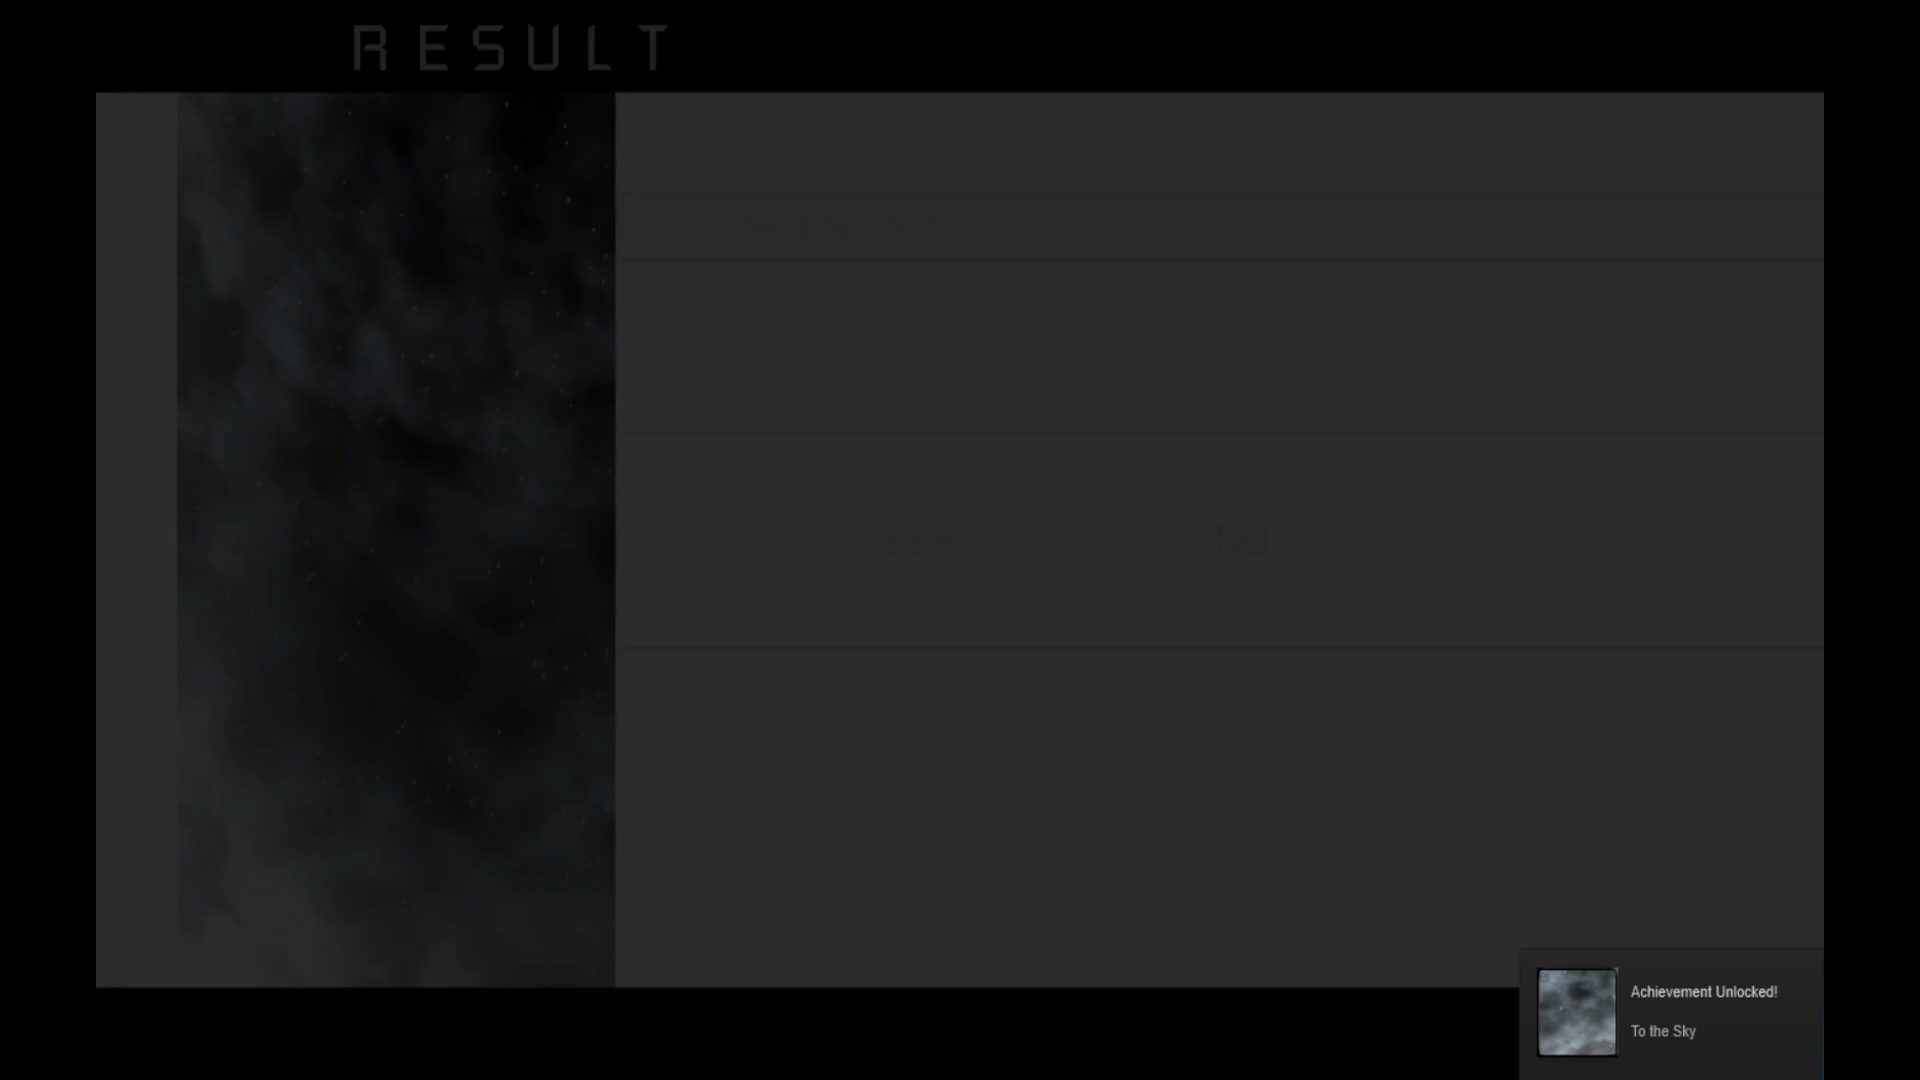 RESULT
YES / NO
Achievement Unlocked!
To the Sky